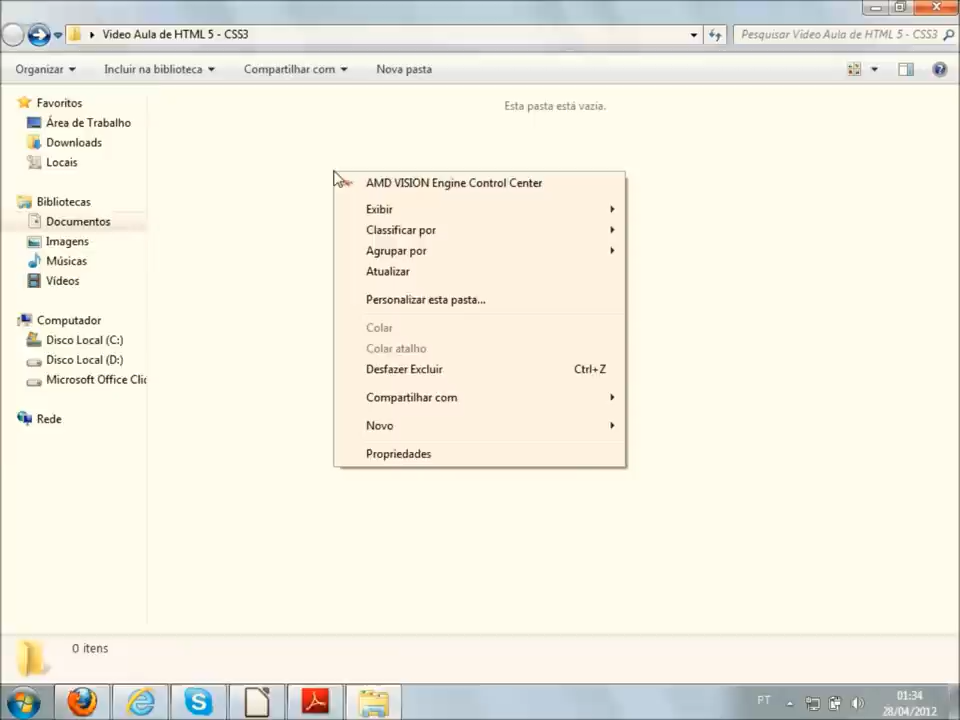 Video Aula de HTML 5 - CSS3
Pesquisar Video Aula de HTML 5 - CSS3
Organizar
Incluir na biblioteca
Compartilhar com
Nova pasta
Favoritos
Área de Trabalho
Downloads
Locais
Bibliotecas
Documentos
Imagens
Músicas
Vídeos
Computador
Disco Local (C:)
Disco Local (D:)
Microsoft Office Clic
Rede
Esta pasta está vazia.
AMD VISION Engine Control Center
Exibir
Classificar por
Agrupar por
Atualizar
Personalizar esta pasta...
Colar
Colar atalho
Desfazer Excluir Ctrl+Z
Compartilhar com
Novo
Propriedades
0 itens
PT
01:34
28/04/2012